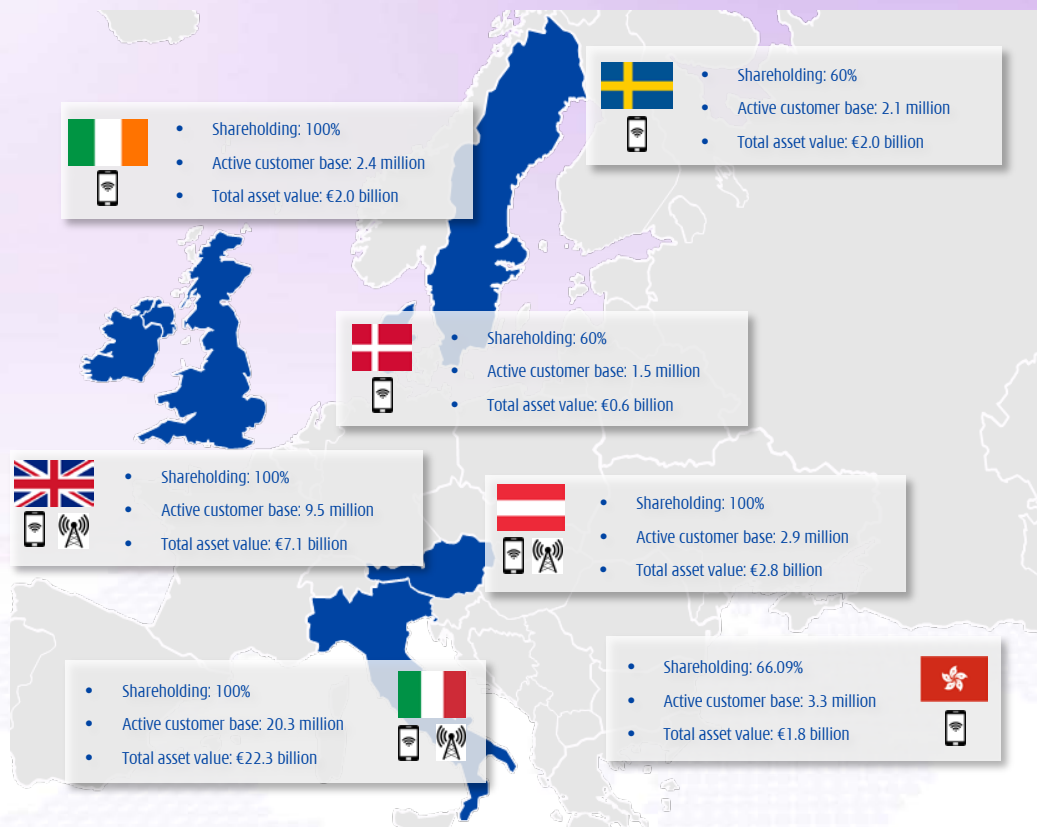 • Shareholding: 60%
• Active customer base: 2.1 million
• Total asset value: €2.0 billion
• Shareholding: 100%
• Active customer base: 2.4 million
• Total asset value: €2.0 billion
• Shareholding: 60%
• Active customer base: 1.5 million
• Total asset value: €0.6 billion
• Shareholding: 100%
• Active customer base: 9.5 million
• Total asset value: €7.1 billion
• Shareholding: 100%
• Active customer base: 2.9 million
• Total asset value: €2.8 billion
• Shareholding: 100%
• Active customer base: 20.3 million
• Total asset value: €22.3 billion
• Shareholding: 66.09%
• Active customer base: 3.3 million
• Total asset value: €1.8 billion